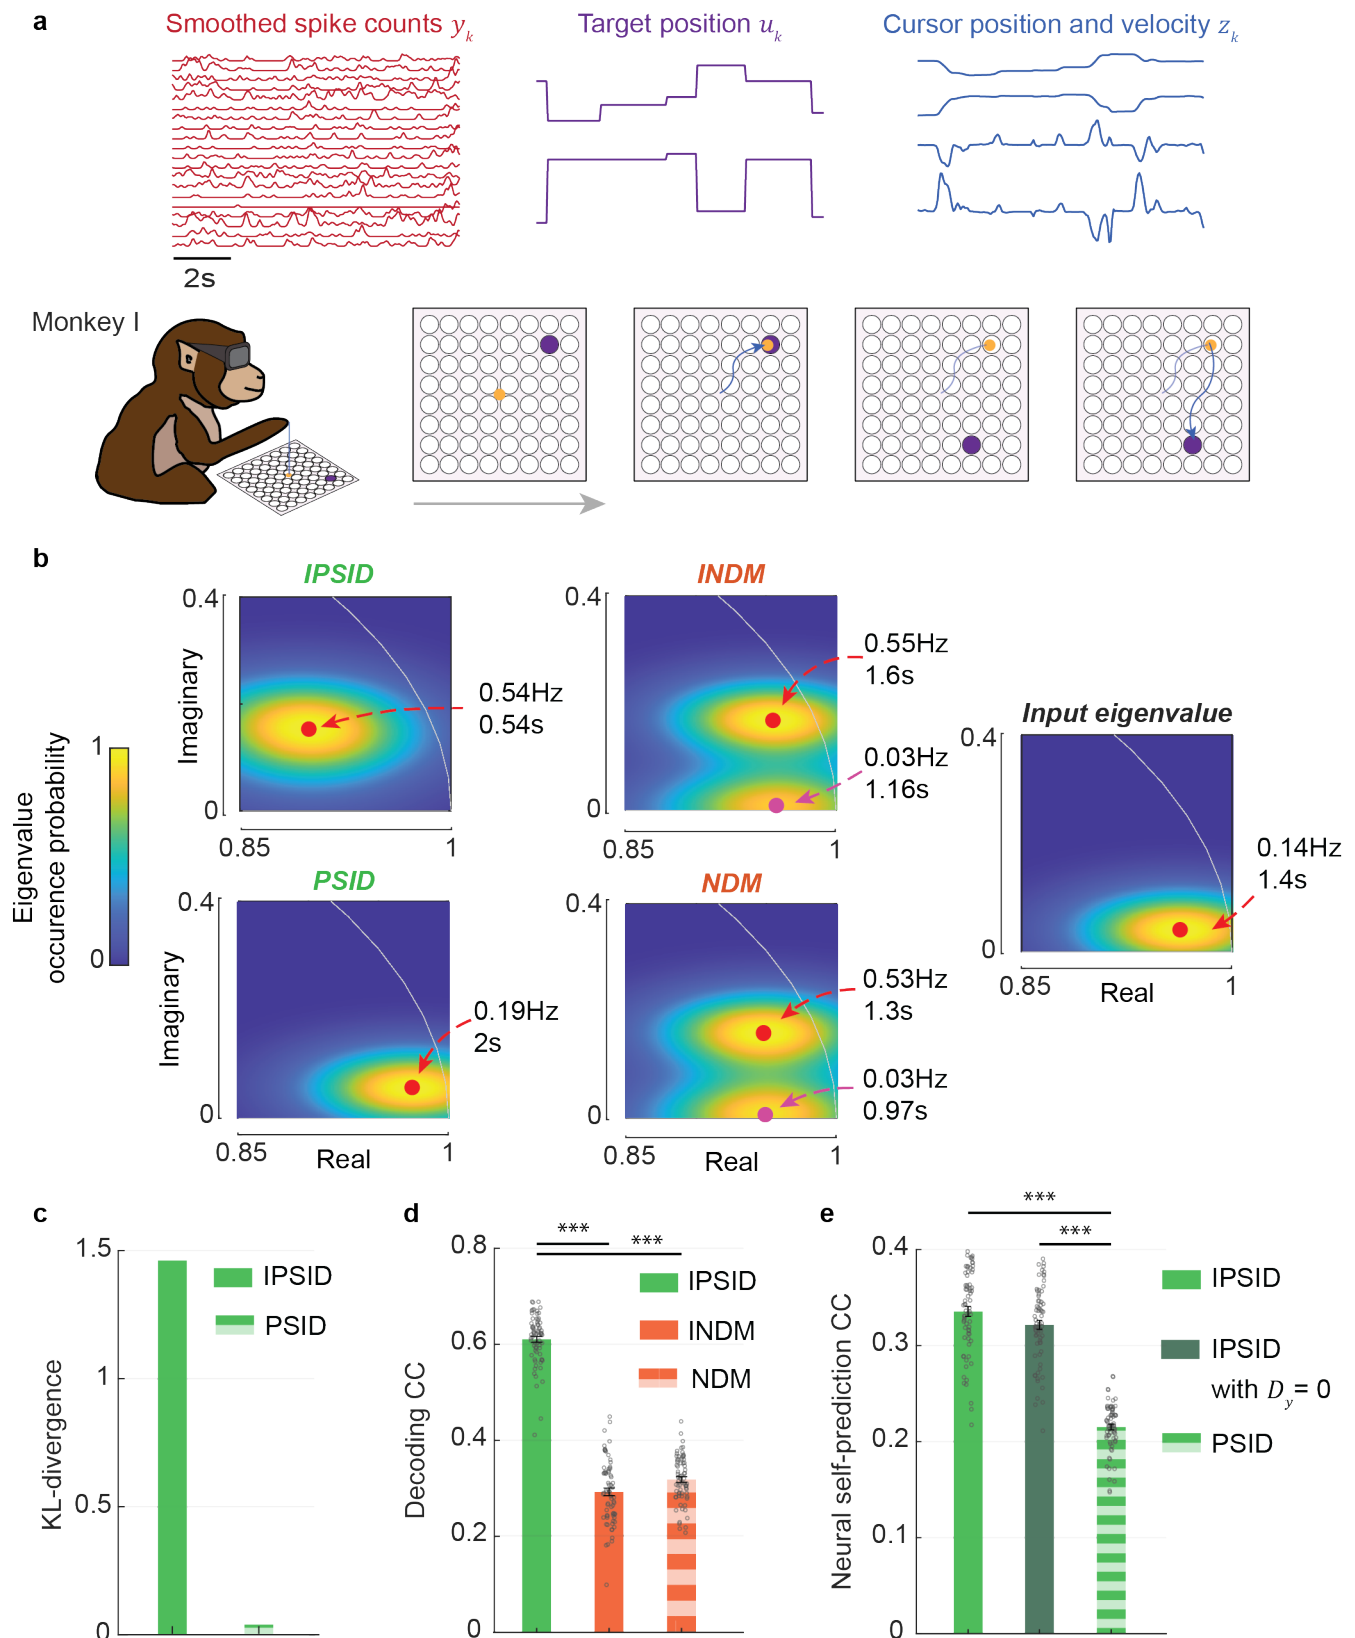 a
Smoothed spike counts y_k
Target position u_k
Cursor position and velocity z_k
2s
Monkey I
b
IPSID
INDM
0.4
0.4
Imaginary
0.54Hz
0.54s
0.55Hz
1.6s
0.03Hz
1.16s
0
0
0.85
1
0.85
1
Input eigenvalue
0.4
0.14Hz
1.4s
0
0.85
1
Real
Eigenvalue
occurence probability
1
0
PSID
NDM
0.4
0.4
Imaginary
0.19Hz
2s
0.53Hz
1.3s
0.03Hz
0.97s
0
0
0.85
Real
1
0.85
Real
1
c
1.5
1
0.5
0
KL-divergence
IPSID
PSID
d
***
***
0.8
0.6
0.4
0.2
0
Decoding CC
IPSID
INDM
NDM
e
***
***
0.4
0.3
0.2
0.1
0
Neural self-prediction CC
IPSID
IPSID
with D_y = 0
PSID